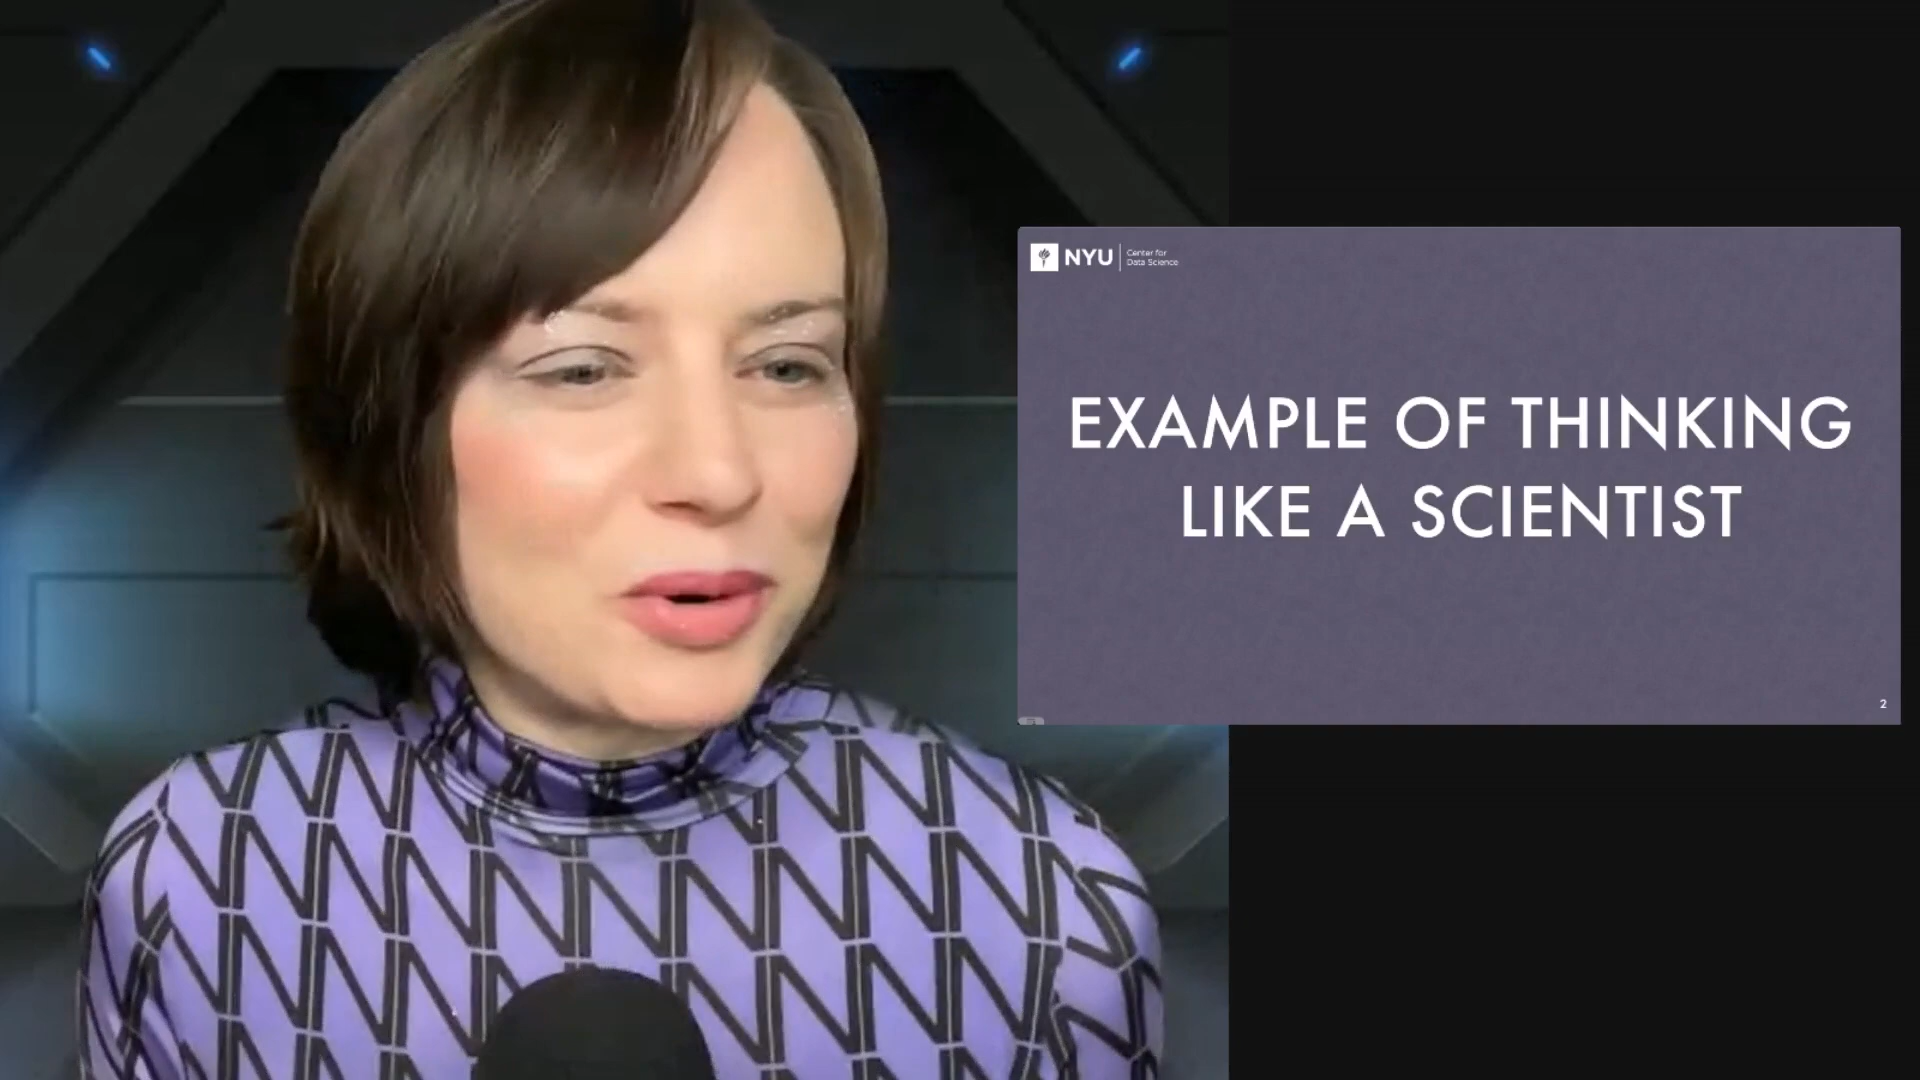 NYU
Center for
Data Science
EXAMPLE OF THINKING
LIKE A SCIENTIST
2